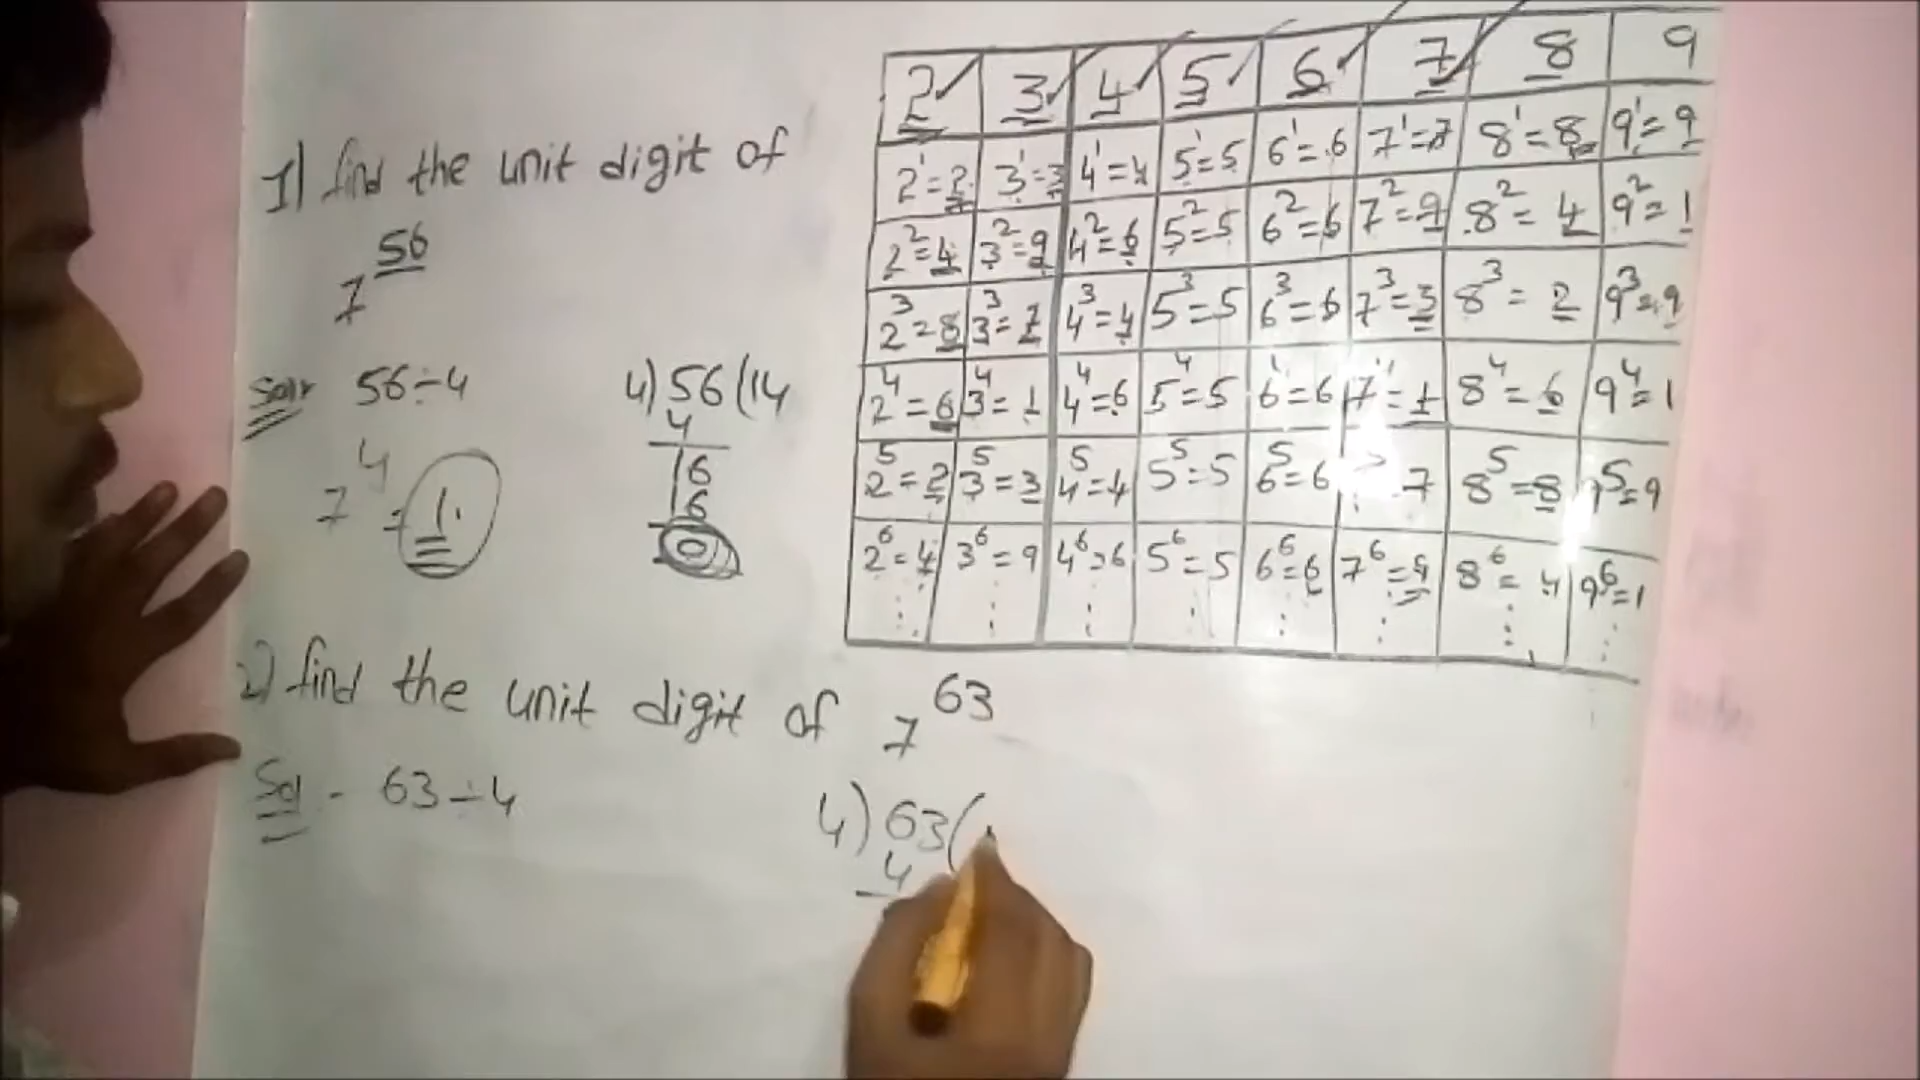 1) find the unit digit of
7^56
Soln 56÷4
4) 56 (14
4
16
16
0
7^4 = 1.
2 3 4 5 6 7 8 9
2^1=2 3^1=3 4^1=4 5^1=5 6^1=6 7^1=7 8^1=8 9^1=9
2^2=4 3^2=9 4^2=6 5^2=5 6^2=6 7^2=9 8^2=4 9^2=1
2^3=8 3^3=7 4^3=4 5^3=5 6^3=6 7^3=3 8^3=2 9^3=9
2^4=6 3^4=1 4^4=6 5^4=5 6^4=6 7^4=1 8^4=6 9^4=1
2^5=2 3^5=3 4^5=4 5^5=5 6^5=6 7 8^5=8 9^5=9
2^6=4 3^6=9 4^6=6 5^6=5 6^6=6 7^6=9 8^6=4 9^6=1
2) find the unit digit of 7^63
Sol - 63÷4
4) 63 (
4